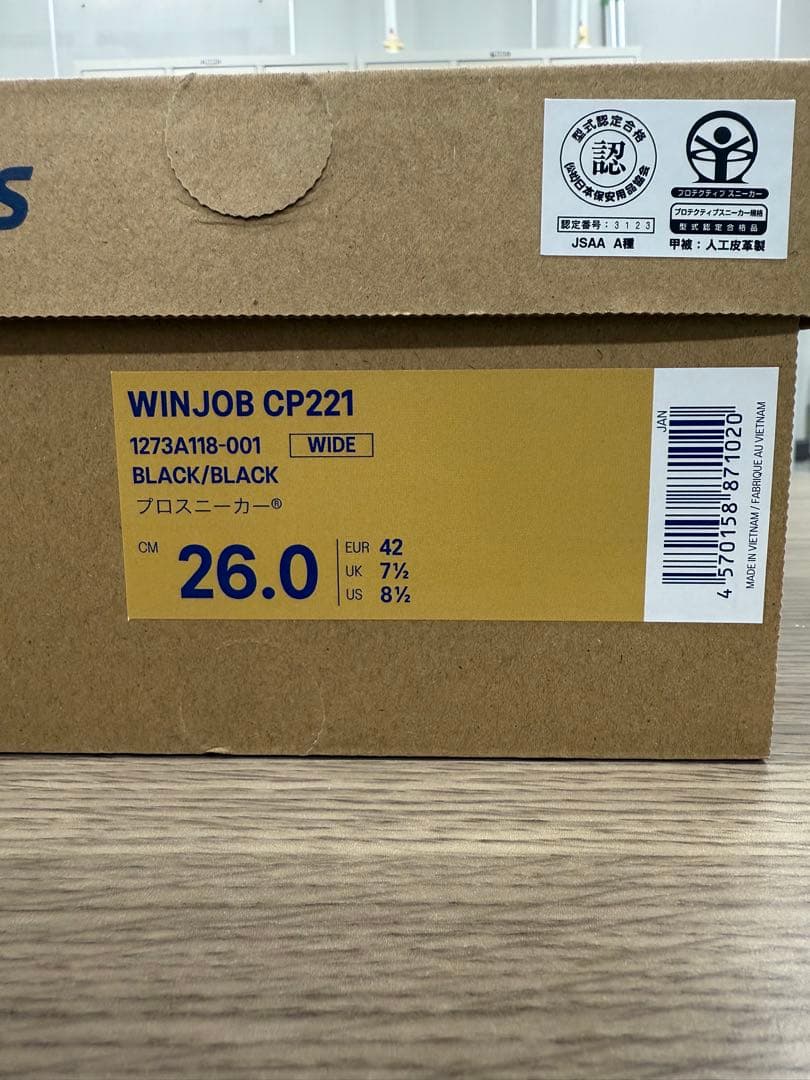 S
型式認定合格
認
(公社)日本保安用品協会
認定番号：3123
JSAA A種
プロテクティブ スニーカー
プロテクティブスニーカー規格
型式認定合格品
甲被：人工皮革製
WINJOB CP221
1273A118-001 WIDE
BLACK/BLACK
プロスニーカー®
CM 26.0
EUR 42
UK 7½
US 8½
JAN
4 570158 871020
MADE IN VIETNAM / FABRIQUE AU VIETNAM